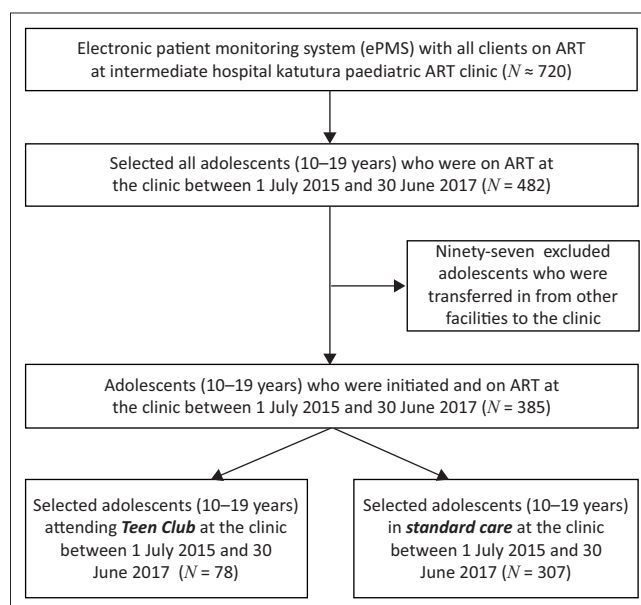 Electronic patient monitoring system (ePMS) with all clients on ART
at intermediate hospital katutura paediatric ART clinic (N ≈ 720)
Selected all adolescents (10–19 years) who were on ART at
the clinic between 1 July 2015 and 30 June 2017 (N = 482)
Ninety-seven excluded
adolescents who were
transferred in from other
facilities to the clinic
Adolescents (10–19 years) who were initiated and on ART at
the clinic between 1 July 2015 and 30 June 2017 (N = 385)
Selected adolescents (10–19 years)
attending Teen Club at the clinic
between 1 July 2015 and 30
June 2017 (N = 78)
Selected adolescents (10–19 years)
in standard care at the clinic
between 1 July 2015 and 30
June 2017 (N = 307)